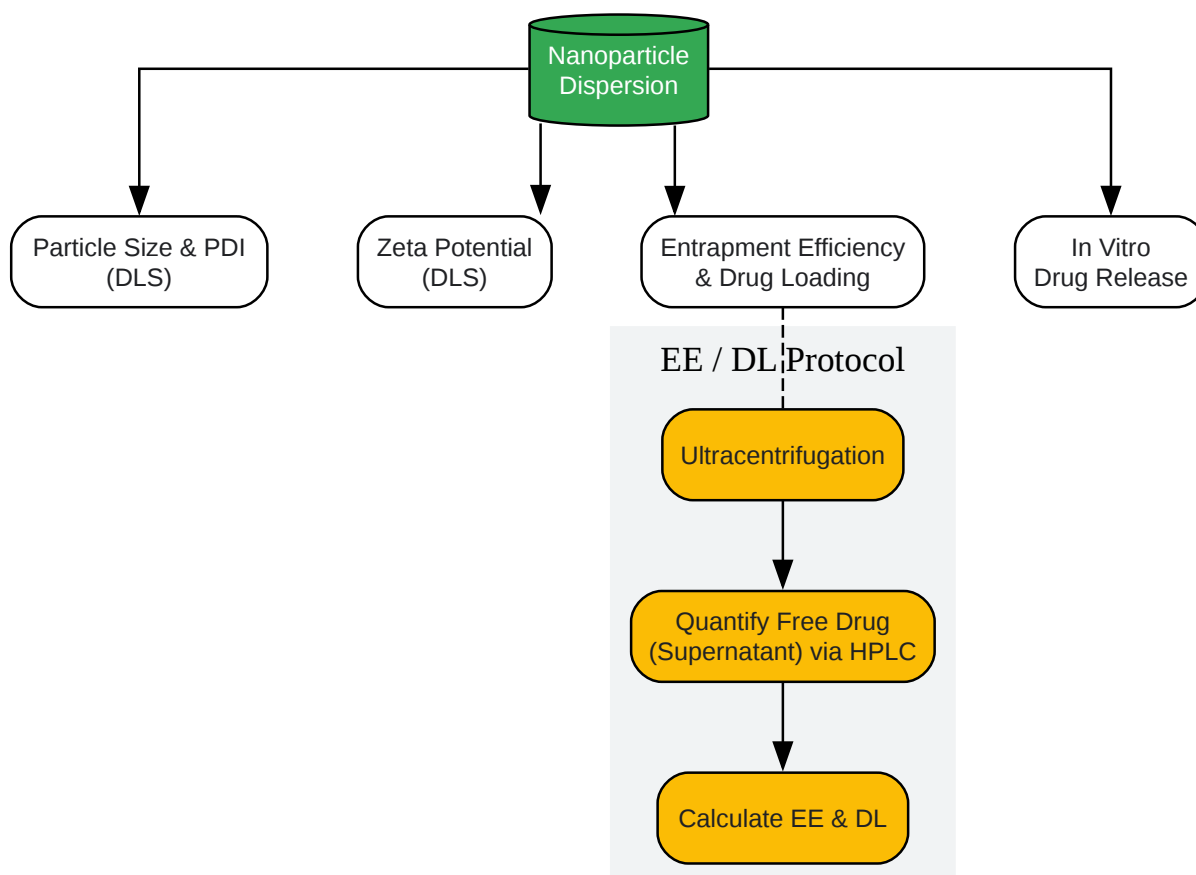 Nanoparticle
Dispersion
Particle Size & PDI
(DLS)
Zeta Potential
(DLS)
Entrapment Efficiency
& Drug Loading
In Vitro
Drug Release
EE / DL Protocol
Ultracentrifugation
Quantify Free Drug
(Supernatant) via HPLC
Calculate EE & DL